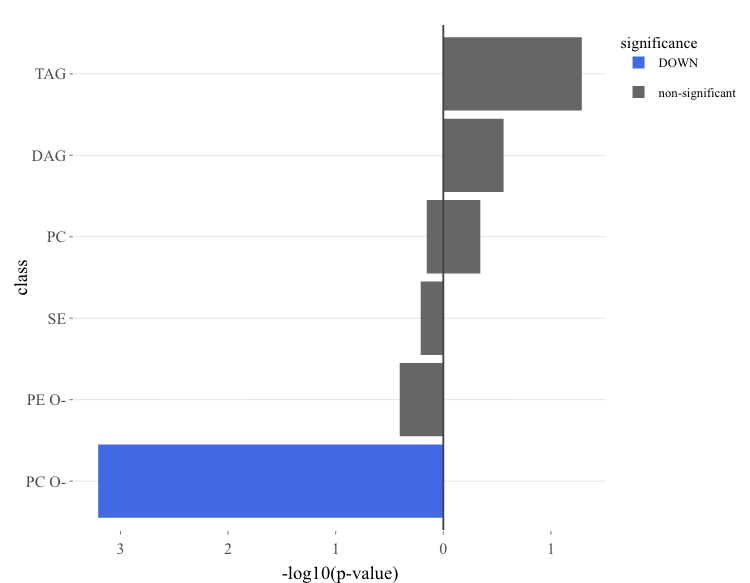 significance
DOWN
non-significant
class
TAG
DAG
PC
SE
PE O-
PC O-
3 2 1 0 1
-log10(p-value)